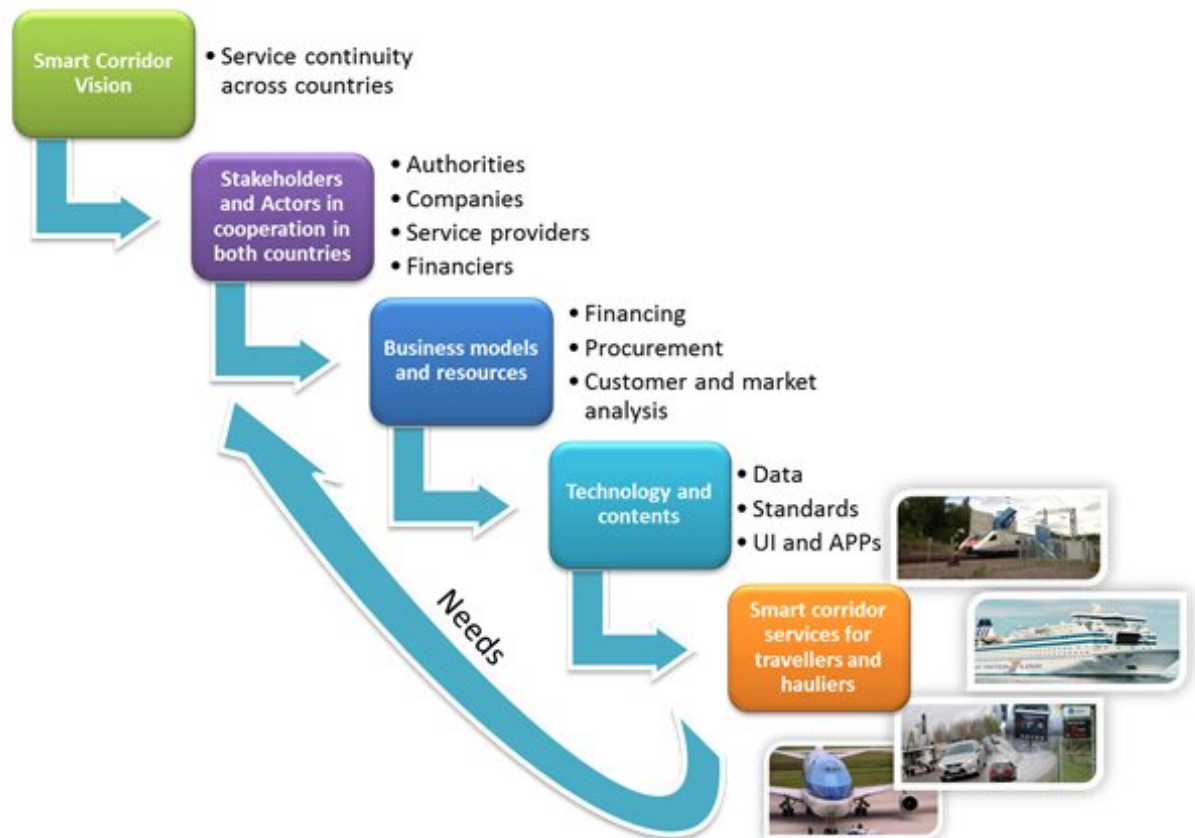 Smart Corridor
Vision
• Service continuity
across countries
Stakeholders
and Actors in
cooperation in
both countries
• Authorities
• Companies
• Service providers
• Financiers
Business models
and resources
• Financing
• Procurement
• Customer and market
analysis
Technology and
contents
• Data
• Standards
• UI and APPs
Smart corridor
services for
travellers and
hauliers
Needs